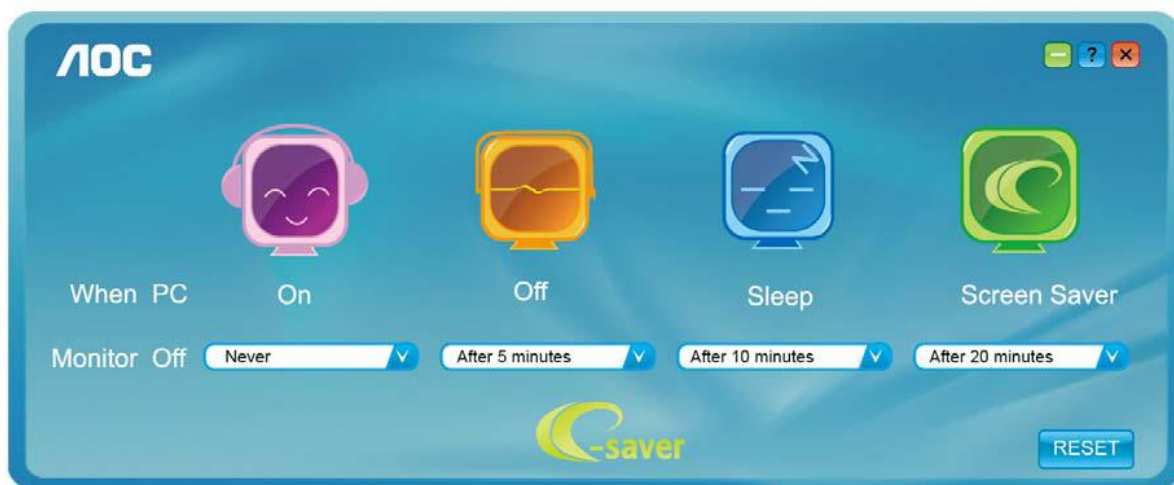 AOC
?
When PC On Off Sleep Screen Saver
Monitor Off Never After 5 minutes After 10 minutes After 20 minutes
e-saver
RESET